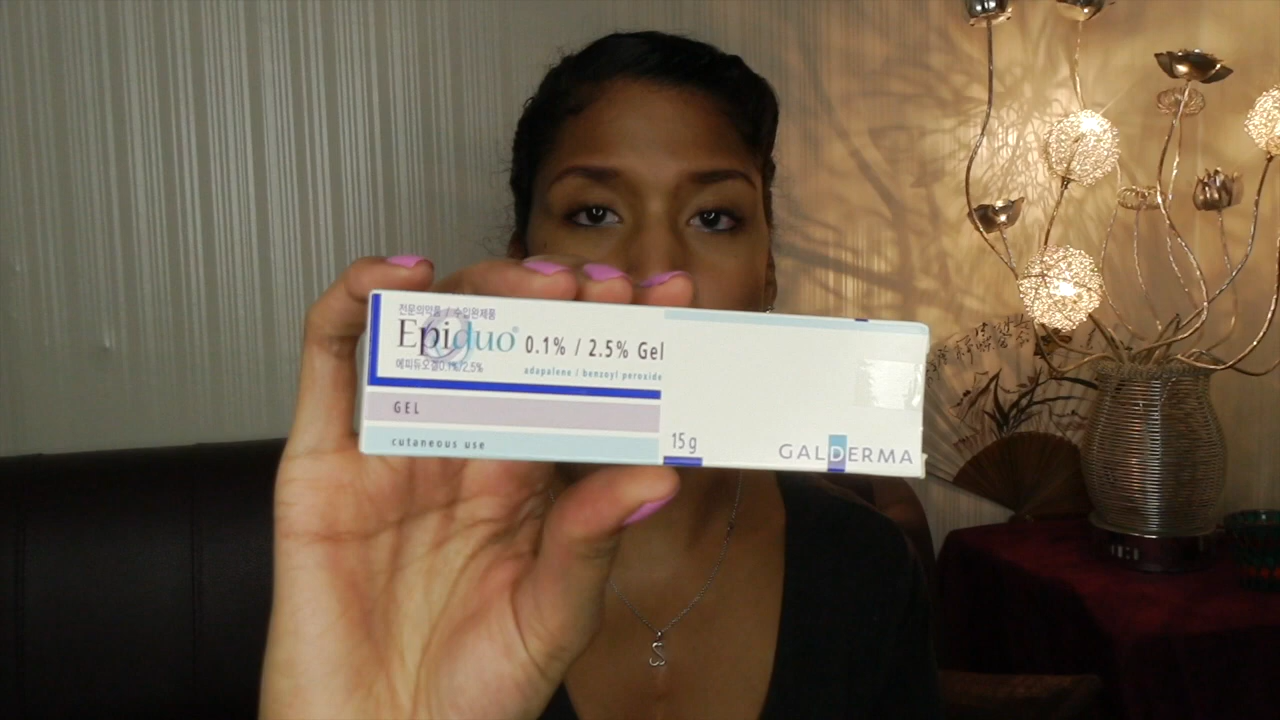 전문의약품 / 수입완제품
Epiduo® 0.1% / 2.5% Gel
에피듀오겔0.1%/2.5%
adapalene / benzoyl peroxide
GEL
cutaneous use
15 g
GALDERMA